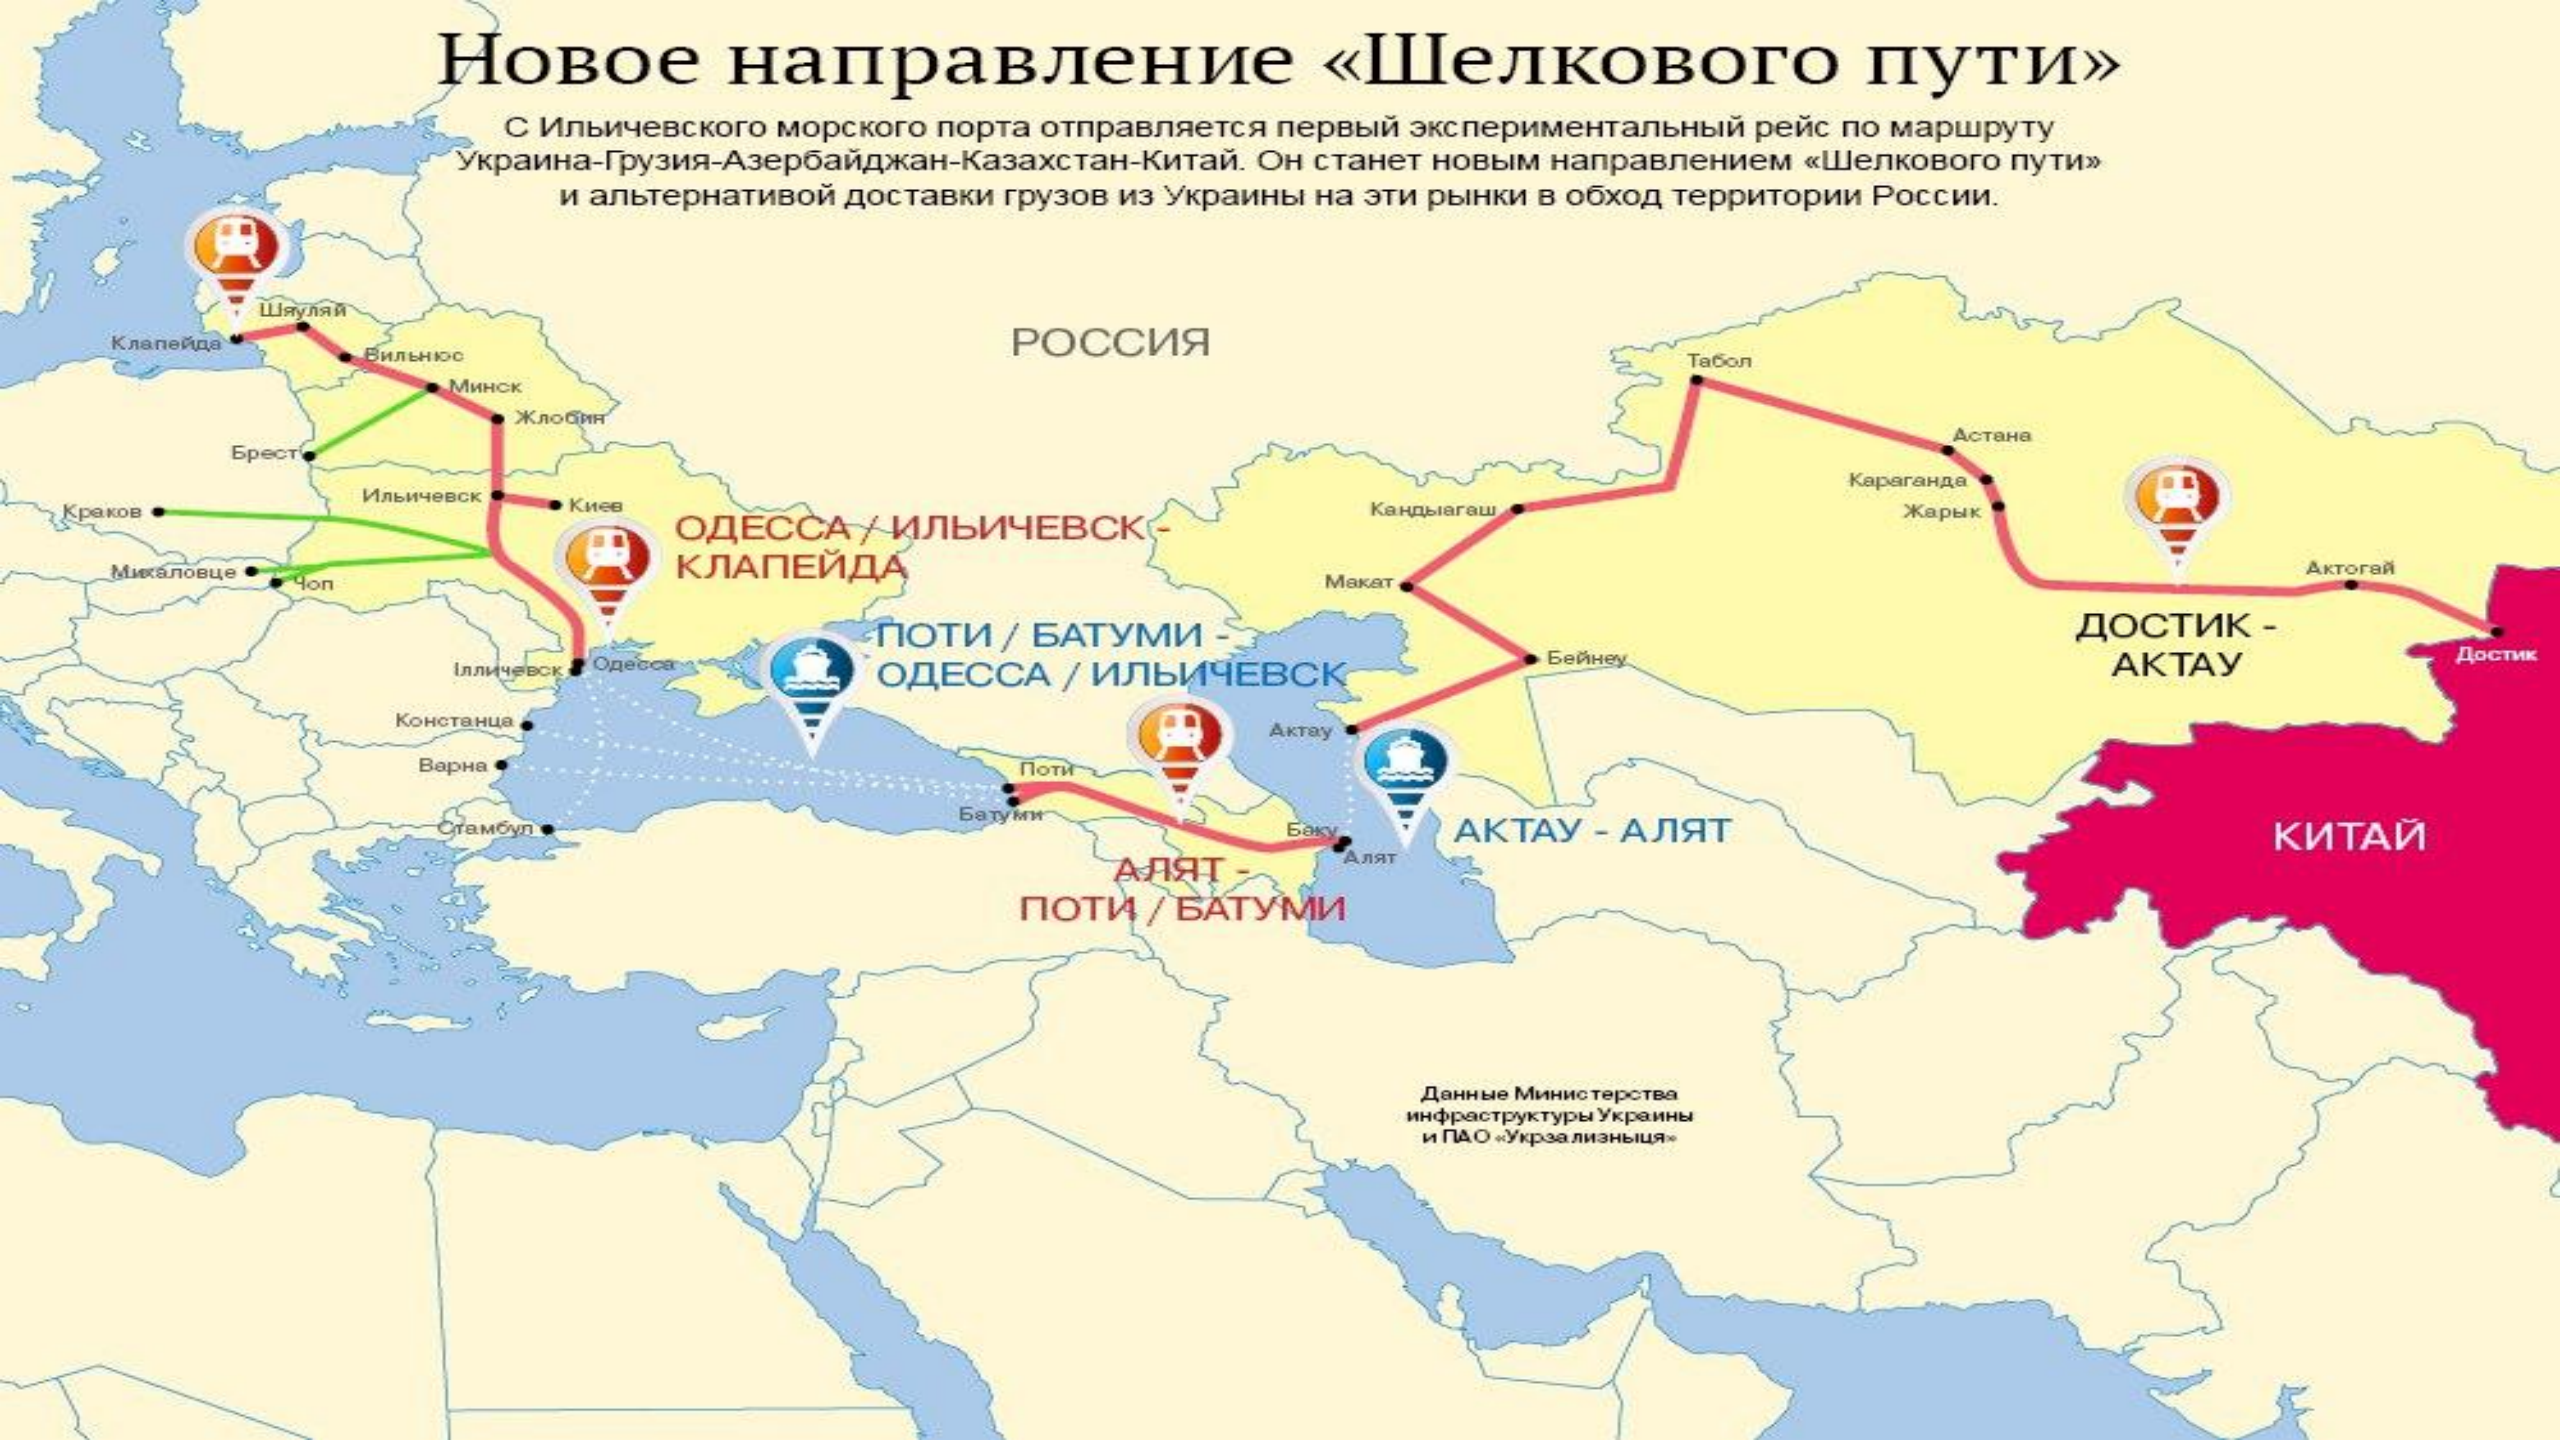 Новое направление «Шелкового пути»
С Ильичевского морского порта отправляется первый экспериментальный рейс по маршруту
Украина-Грузия-Азербайджан-Казахстан-Китай. Он станет новым направлением «Шелкового пути»
и альтернативой доставки грузов из Украины на эти рынки в обход территории России.
Шяуляй
Клапейда
Вильнюс
Минск
Жлобин
Брест
РОССИЯ
Табол
Астана
Караганда
Жарык
Ильичевск
Киев
Краков
Михаловце
Чоп
ОДЕССА / ИЛЬИЧЕВСК -
КЛАПЕЙДА
Кандыагаш
Макат
Актогай
ДОСТИК -
АКТАУ
Достик
ПОТИ / БАТУМИ -
ОДЕССА / ИЛЬИЧЕВСК
Бейнеу
Ілличевск
Одесса
Констанца
Варна
Стамбул
Актау
Поти
Батуми
Баку
Алят
АКТАУ - АЛЯТ
КИТАЙ
АЛЯТ -
ПОТИ / БАТУМИ
Данные Министерства
инфраструктуры Украины
и ПАО «Укрзализныця»